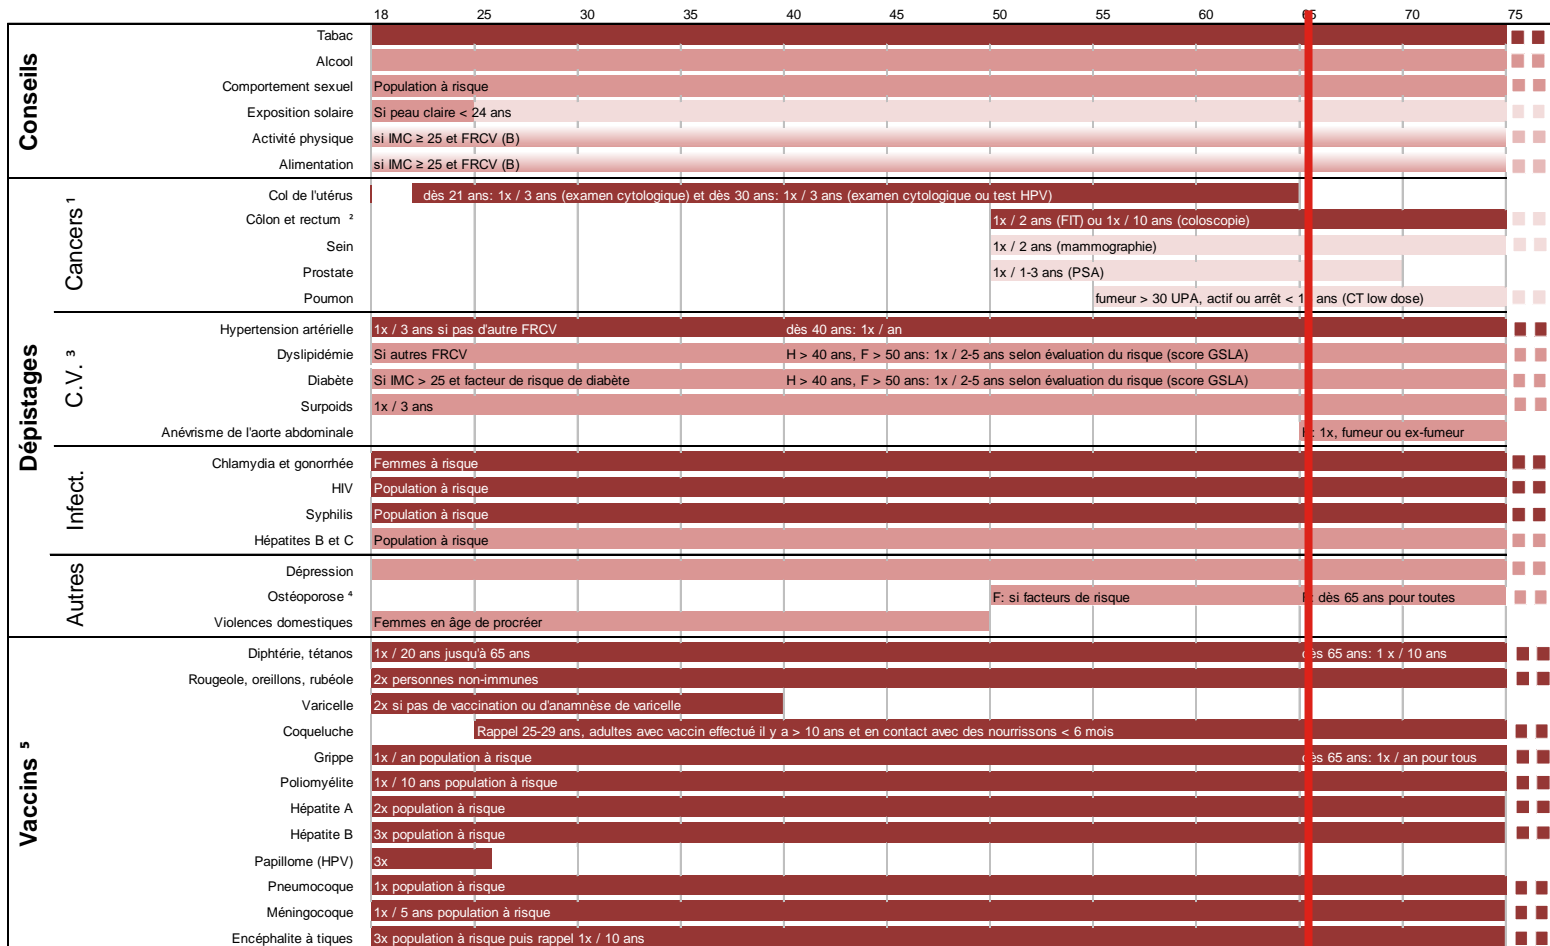 18 25 30 35 40 45 50 55 60 70 75
Conseils
Tabac
Alcool
Comportement sexuel Population à risque
Exposition solaire Si peau claire < 24 ans
Activité physique si IMC ≥ 25 et FRCV (B)
Alimentation si IMC ≥ 25 et FRCV (B)
Dépistages
Cancers ¹
Col de l'utérus dès 21 ans: 1x / 3 ans (examen cytologique) et dès 30 ans: 1x / 3 ans (examen cytologique ou test HPV)
Côlon et rectum ² 1x / 2 ans (FIT) ou 1x / 10 ans (coloscopie)
Sein 1x / 2 ans (mammographie)
Prostate 1x / 1-3 ans (PSA)
Poumon fumeur > 30 UPA, actif ou arrêt < ans (CT low dose)
C.V. ³
Hypertension artérielle 1x / 3 ans si pas d'autre FRCV dès 40 ans: 1x / an
Dyslipidémie Si autres FRCV H > 40 ans, F > 50 ans: 1x / 2-5 ans selon évaluation du risque (score GSLA)
Diabète Si IMC > 25 et facteur de risque de diabète H > 40 ans, F > 50 ans: 1x / 2-5 ans selon évaluation du risque (score GSLA)
Surpoids 1x / 3 ans
Anévrisme de l'aorte abdominale 1x, fumeur ou ex-fumeur
Infect.
Chlamydia et gonorrhée Femmes à risque
HIV Population à risque
Syphilis Population à risque
Hépatites B et C Population à risque
Autres
Dépression
Ostéoporose ⁴ F: si facteurs de risque dès 65 ans pour toutes
Violences domestiques Femmes en âge de procréer
Vaccins ⁵
Diphtérie, tétanos 1x / 20 ans jusqu'à 65 ans dès 65 ans: 1 x / 10 ans
Rougeole, oreillons, rubéole 2x personnes non-immunes
Varicelle 2x si pas de vaccination ou d'anamnèse de varicelle
Coqueluche Rappel 25-29 ans, adultes avec vaccin effectué il y a > 10 ans et en contact avec des nourrissons < 6 mois
Grippe 1x / an population à risque dès 65 ans: 1x / an pour tous
Poliomyélite 1x / 10 ans population à risque
Hépatite A 2x population à risque
Hépatite B 3x population à risque
Papillome (HPV) 3x
Pneumocoque 1x population à risque
Méningocoque 1x / 5 ans population à risque
Encéphalite à tiques 3x population à risque puis rappel 1x / 10 ans